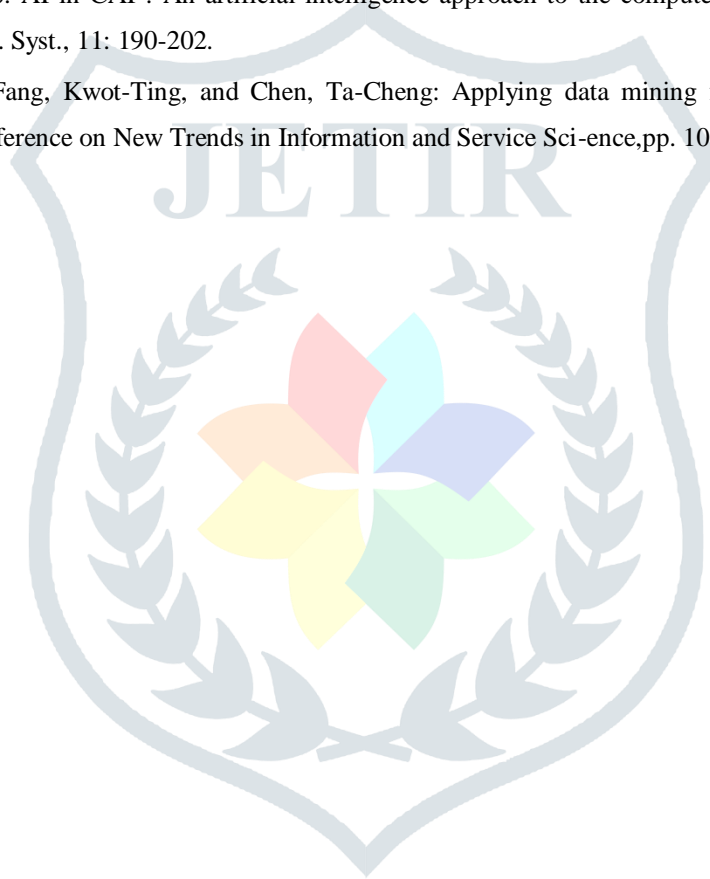 AI in CAP: An artificial intelligence approach to the compute
Syst., 11: 190-202.
Fang, Kwot-Ting, and Chen, Ta-Cheng: Applying data mining
ference on New Trends in Information and Service Sci-ence,pp. 10
JETIR